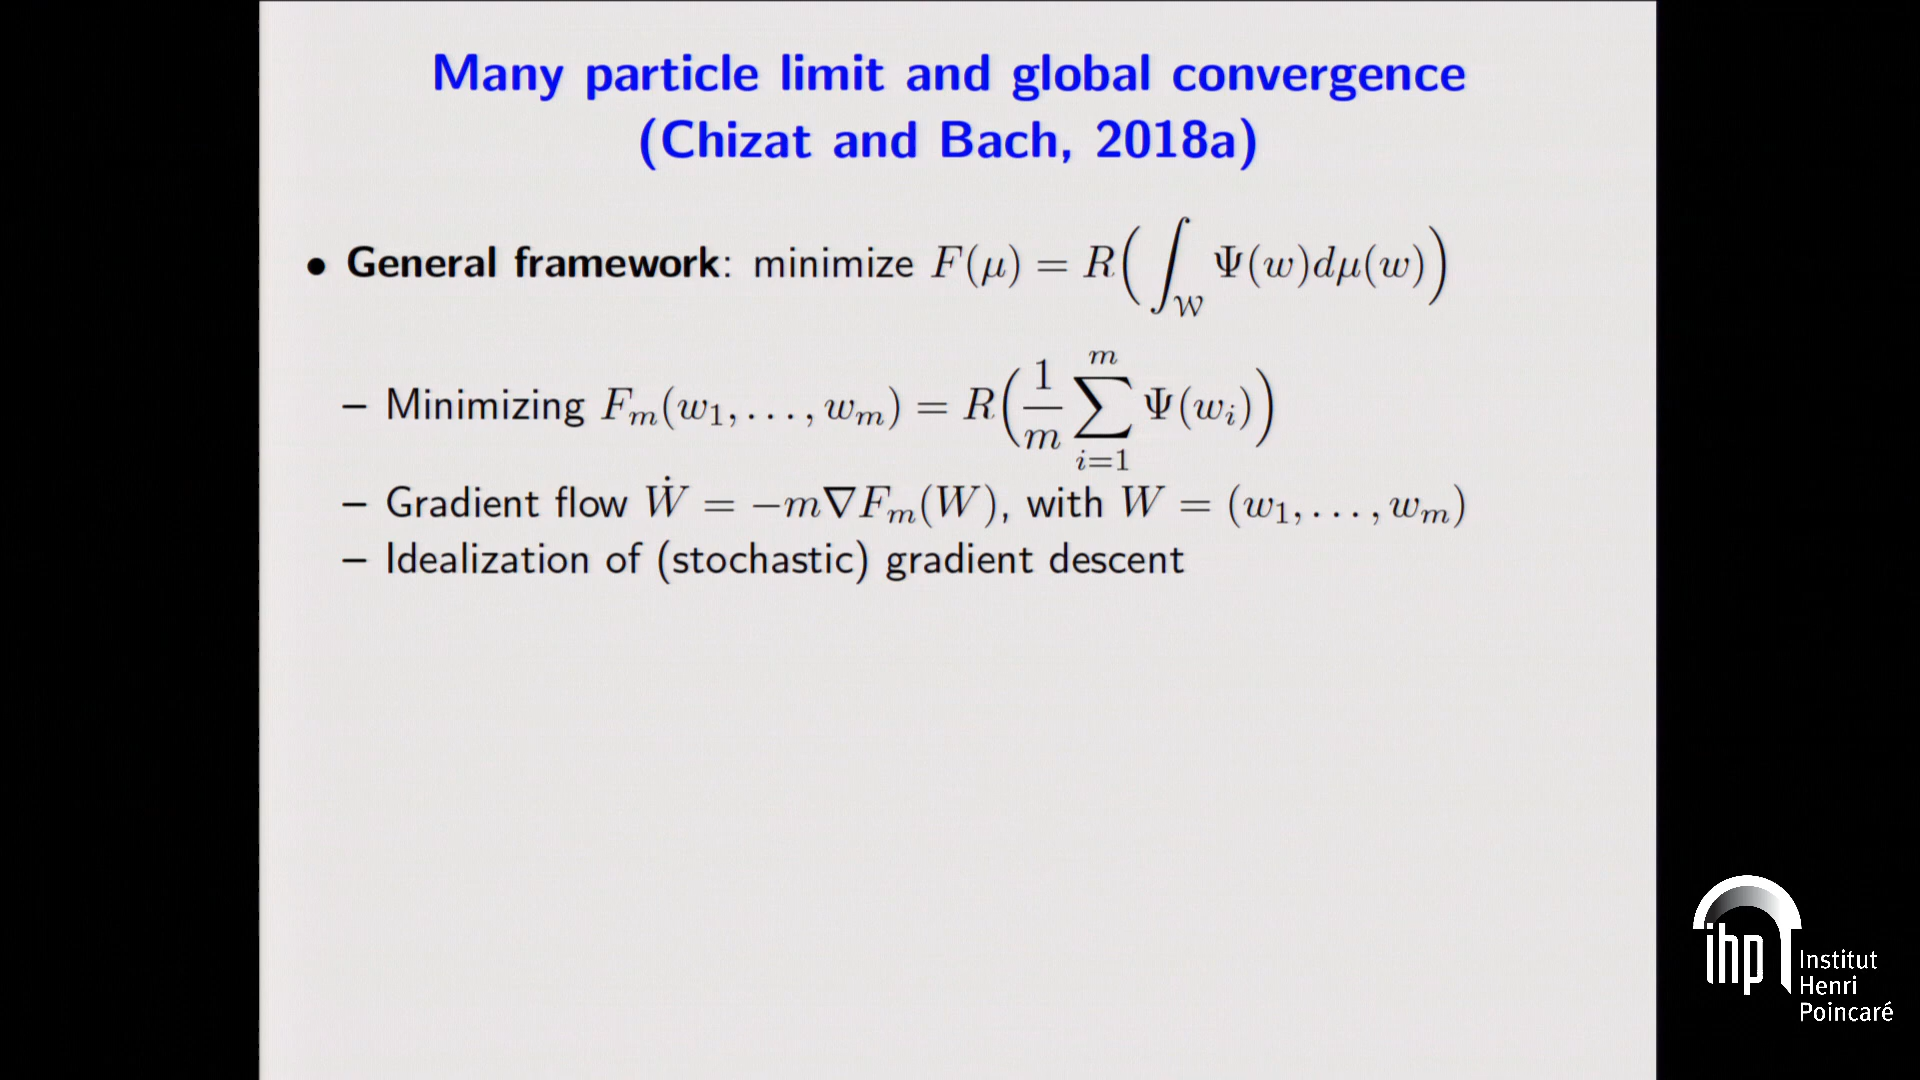 Many particle limit and global convergence
(Chizat and Bach, 2018a)
• General framework: minimize F(μ) = R(∫_𝒲 Ψ(w)dμ(w))
– Minimizing F_m(w_1, . . . , w_m) = R(1/m ∑_{i=1}^m Ψ(w_i))
– Gradient flow Ẇ = −m∇F_m(W), with W = (w_1, . . . , w_m)
– Idealization of (stochastic) gradient descent
ihp
Institut
Henri
Poincaré